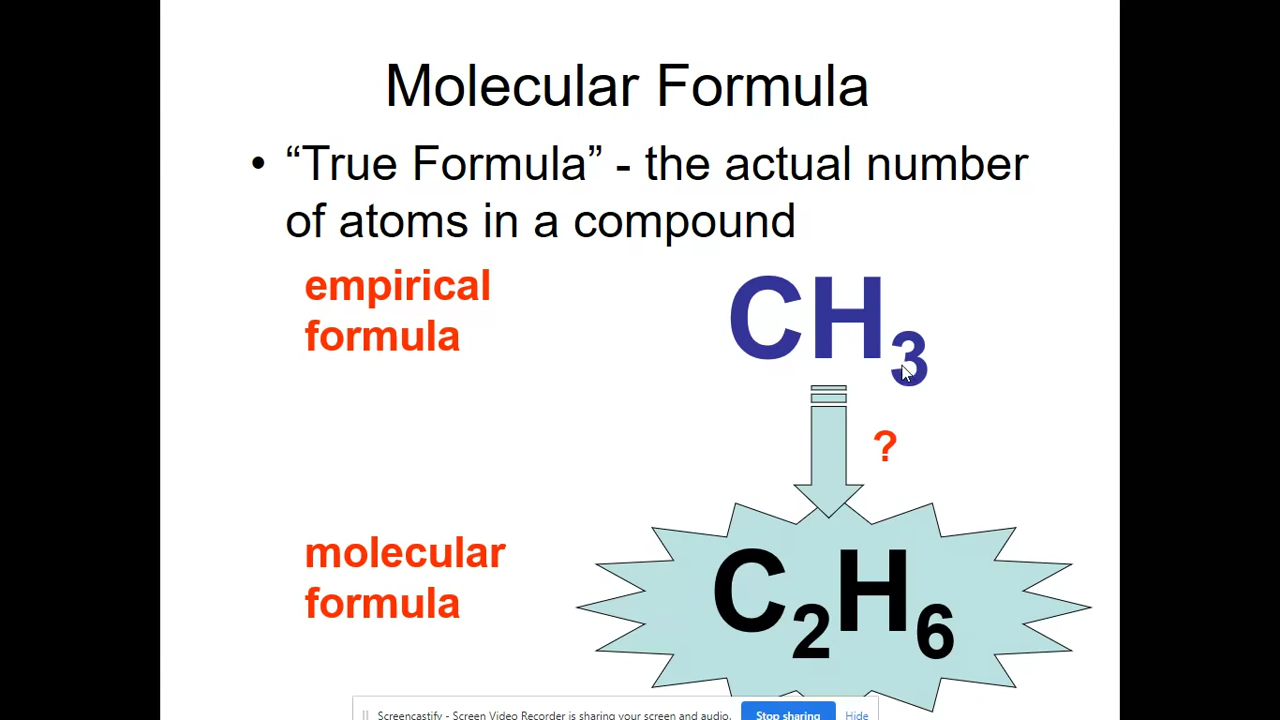 Molecular Formula
• “True Formula” - the actual number
of atoms in a compound
empirical
formula
CH₃
?
molecular
formula
C₂H₆
Screencastify - Screen Video Recorder is sharing your screen and audio. Stop sharing Hide